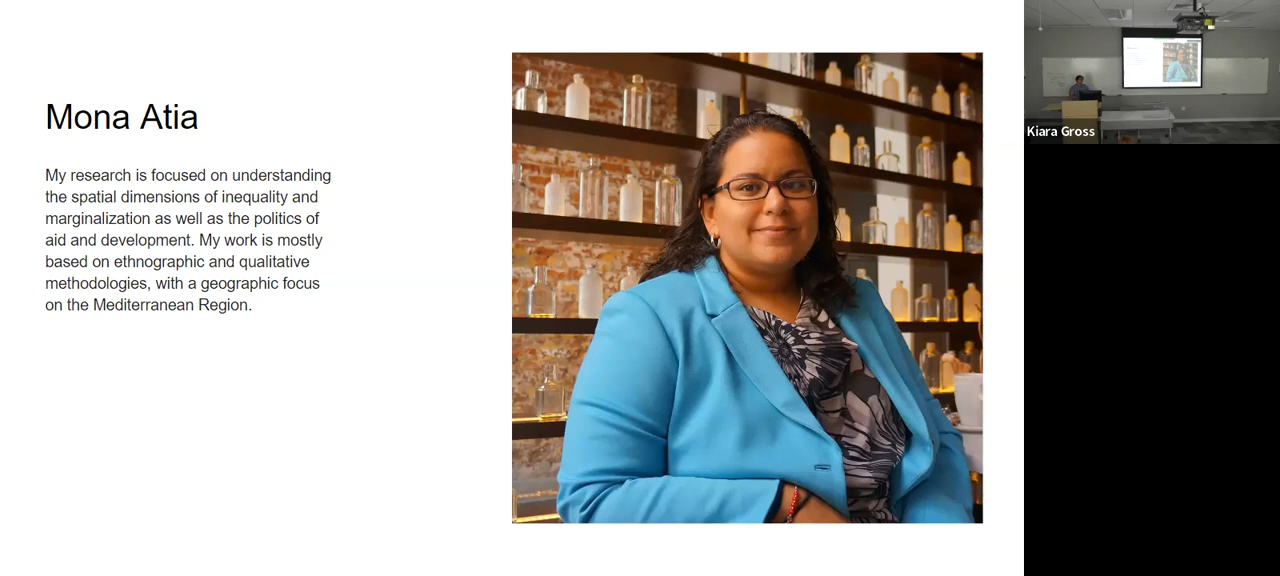 Mona Atia
My research is focused on understanding
the spatial dimensions of inequality and
marginalization as well as the politics of
aid and development. My work is mostly
based on ethnographic and qualitative
methodologies, with a geographic focus
on the Mediterranean Region.
Kiara Gross